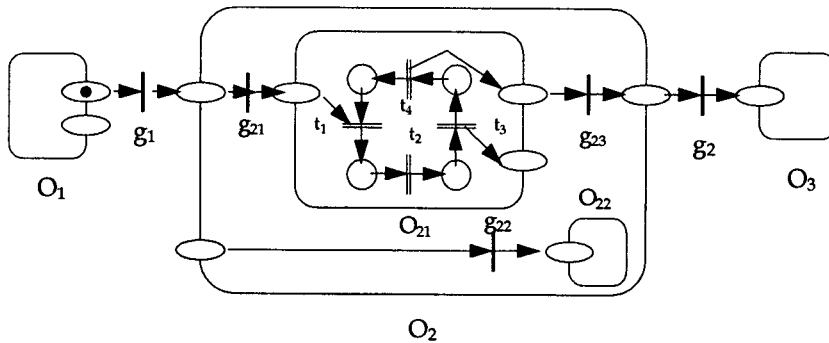 g₁
g₂₁
t₁
t₄
t₂
t₃
g₂₃
g₂
O₁
O₃
O₂₁
g₂₂
O₂₂
O₂